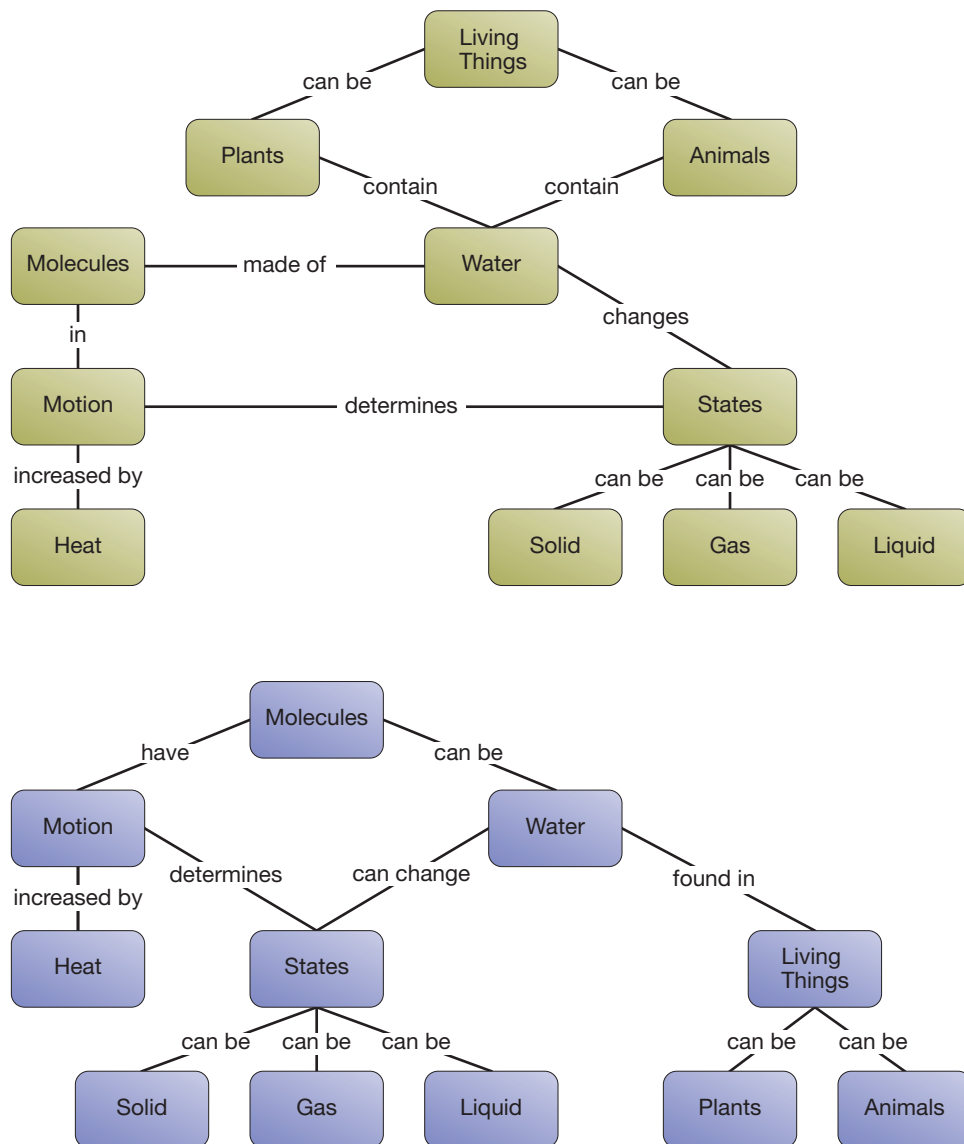 Living
Things
can be
can be
Plants
Animals
contain
contain
Molecules
made of
Water
changes
in
Motion
determines
States
increased by
can be
can be
can be
Heat
Solid
Gas
Liquid
Molecules
have
can be
Motion
Water
determines
can change
found in
increased by
Heat
States
Living
Things
can be
can be
can be
can be
can be
Solid
Gas
Liquid
Plants
Animals